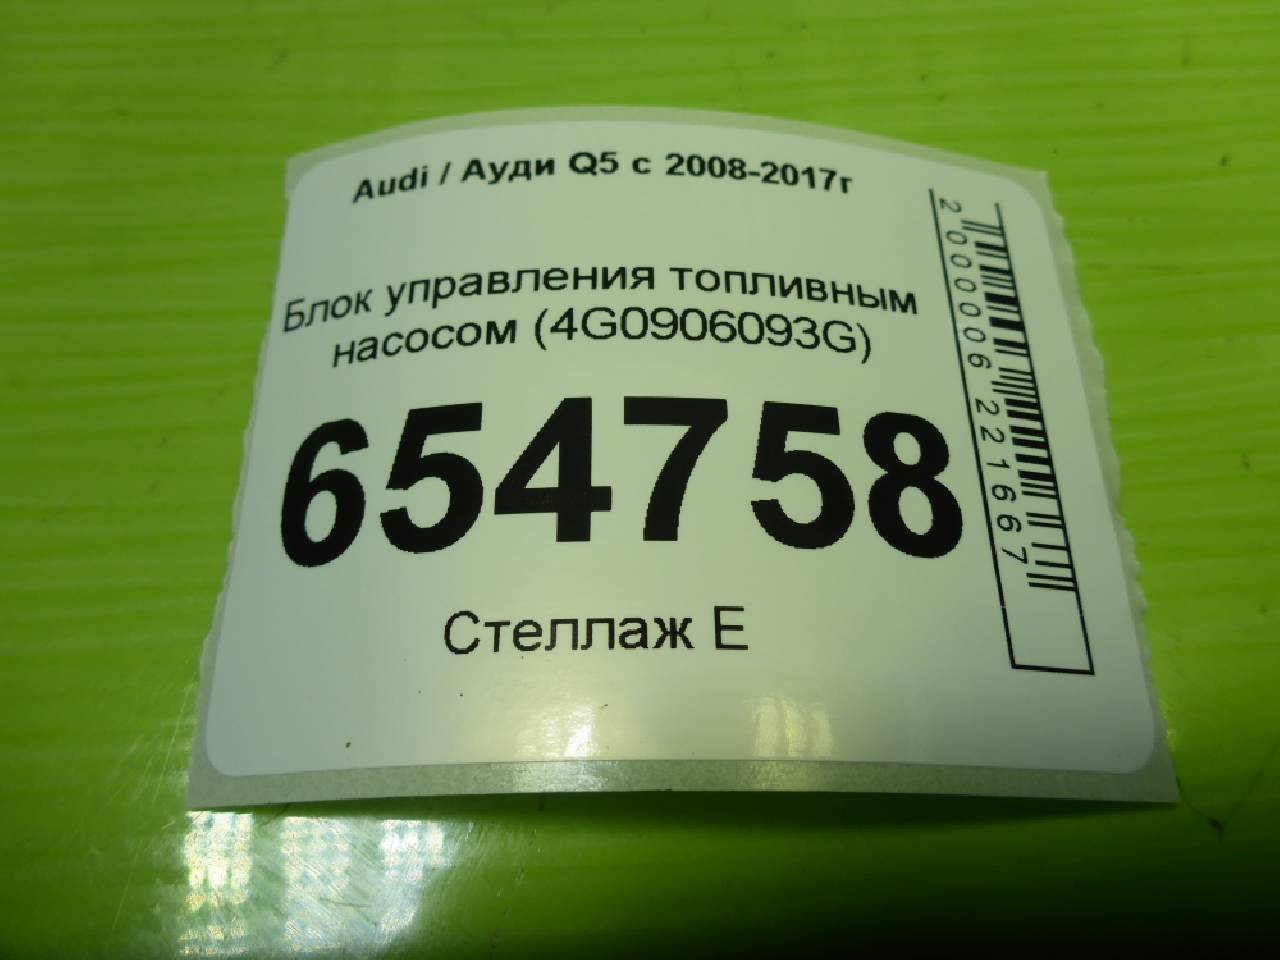 Audi / Ауди Q5 с 2008-2017г
Блок управления топливным
насосом (4G0906093G)
654758
Стеллаж Е
2000006221667